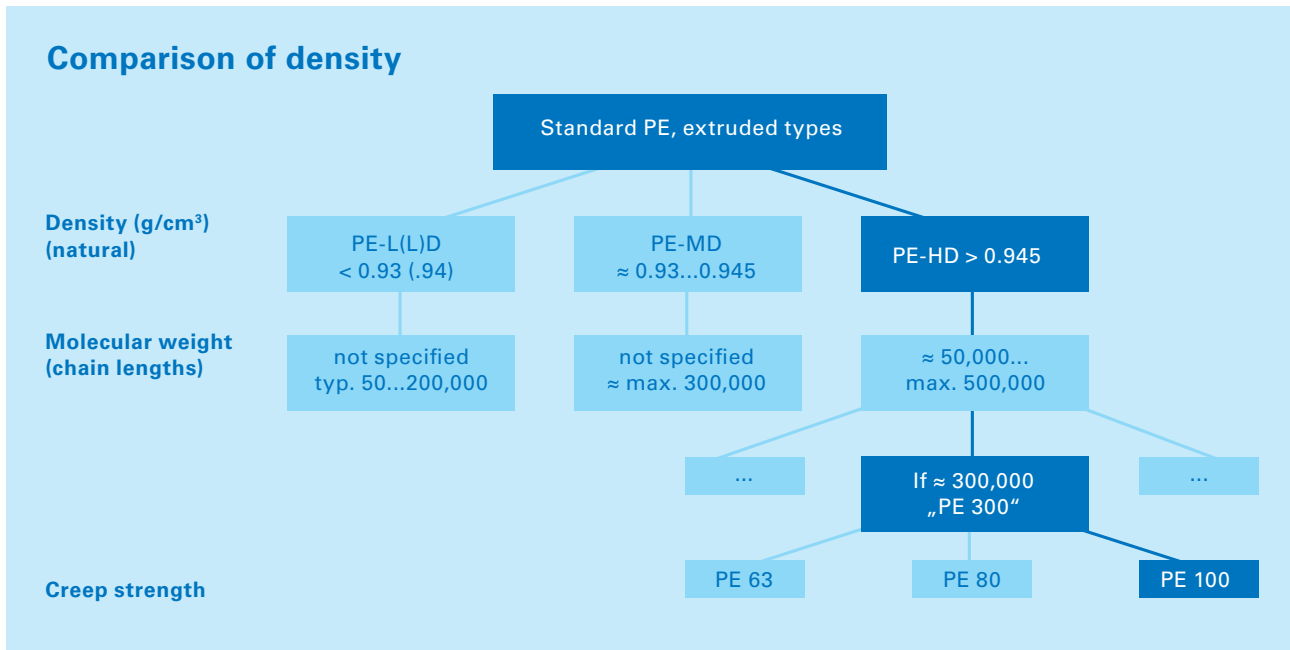 Comparison of density
Standard PE, extruded types
Density (g/cm³)
(natural)
PE-L(L)D
< 0.93 (.94)
PE-MD
≈ 0.93...0.945
PE-HD > 0.945
Molecular weight
(chain lengths)
not specified
typ. 50...200,000
not specified
≈ max. 300,000
≈ 50,000...
max. 500,000
...
If ≈ 300,000
„PE 300“
...
Creep strength
PE 63
PE 80
PE 100